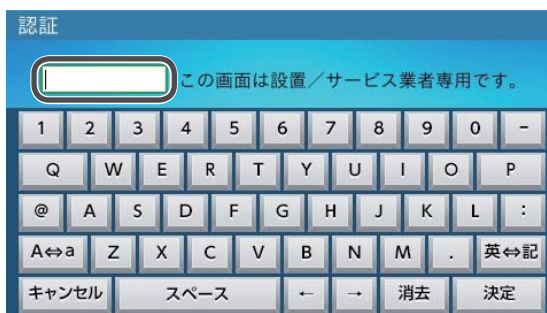 認証
この画面は設置／サービス業者専用です。
1 2 3 4 5 6 7 8 9 0 -
Q W E R T Y U I O P
@ A S D F G H J K L :
A⇔a Z X C V B N M . 英⇔記
キャンセル スペース ← → 消去 決定